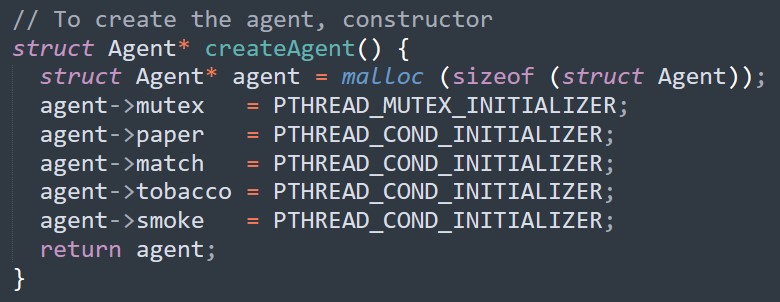 // To create the agent, constructor
struct Agent* createAgent() {
  struct Agent* agent = malloc (sizeof (struct Agent));
  agent->mutex   = PTHREAD_MUTEX_INITIALIZER;
  agent->paper   = PTHREAD_COND_INITIALIZER;
  agent->match   = PTHREAD_COND_INITIALIZER;
  agent->tobacco = PTHREAD_COND_INITIALIZER;
  agent->smoke   = PTHREAD_COND_INITIALIZER;
  return agent;
}